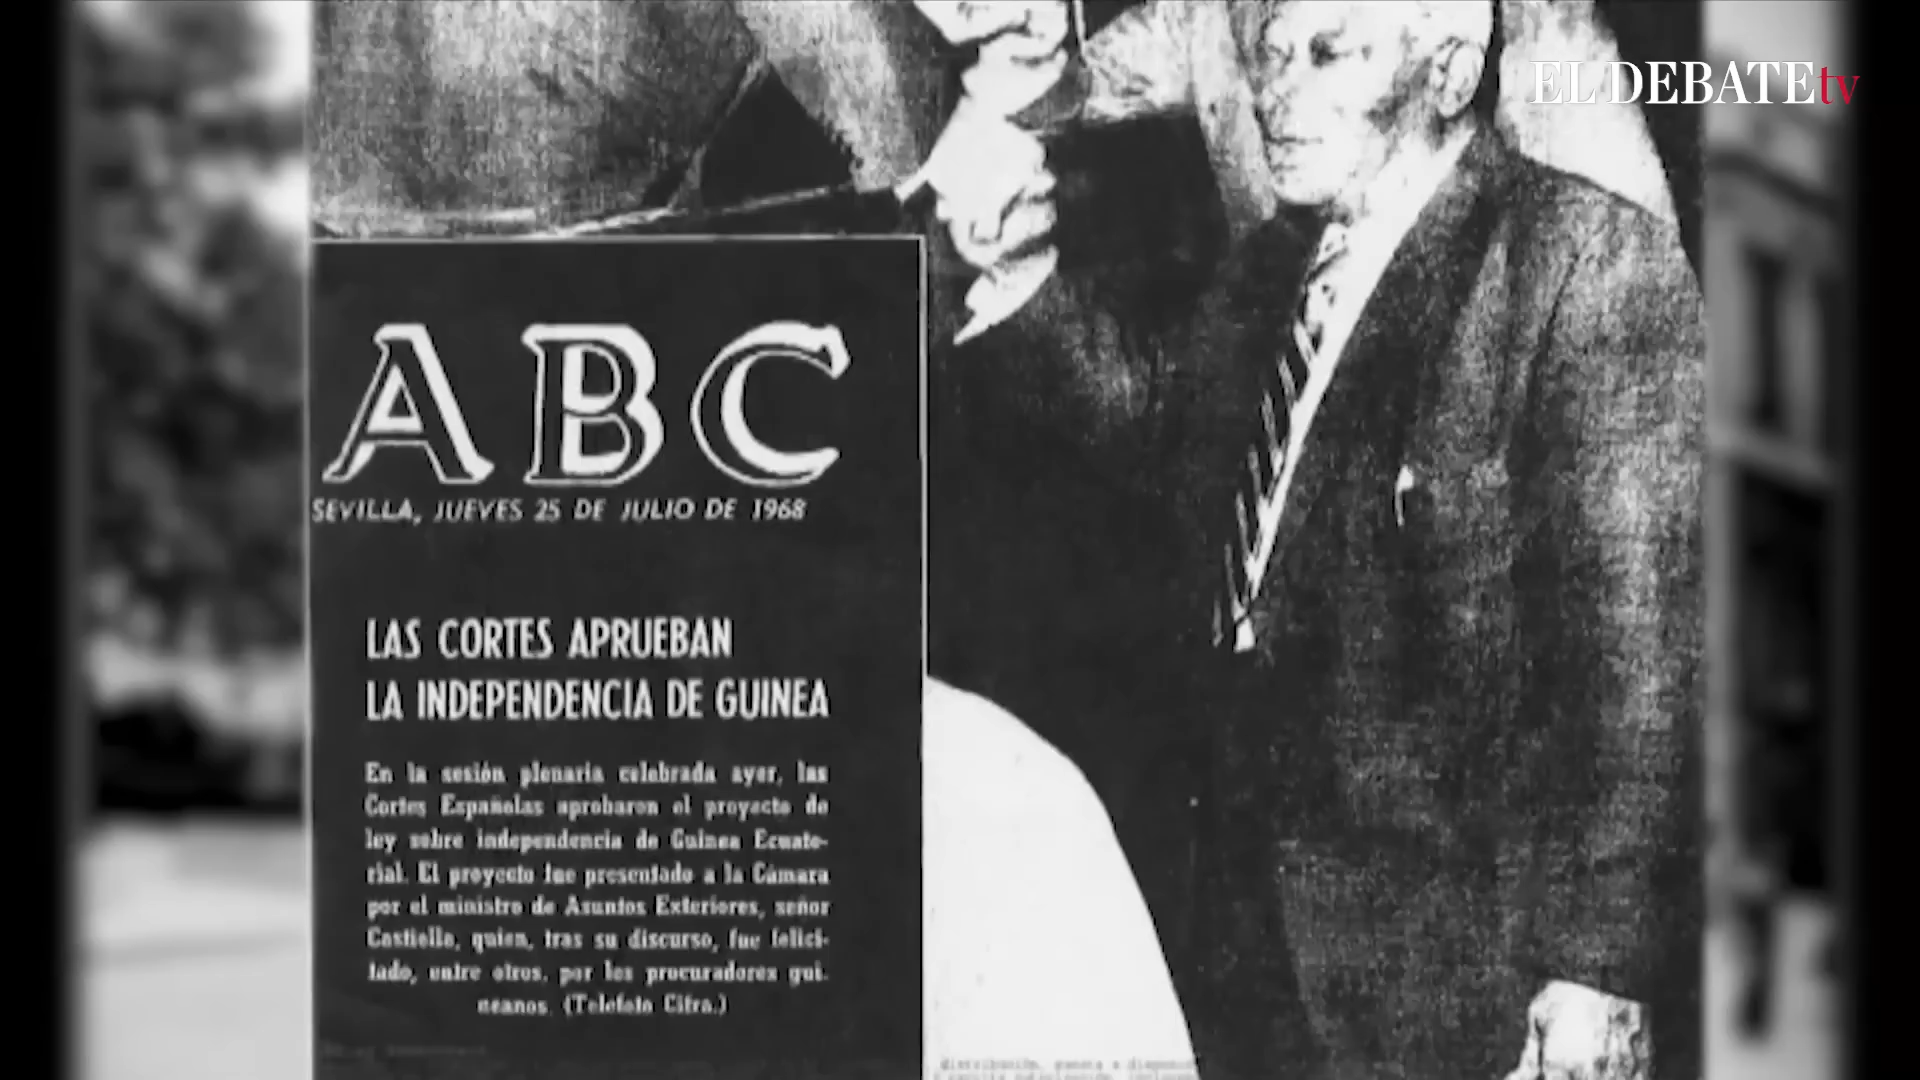 EL DEBATEtv
ABC
SEVILLA, JUEVES 25 DE JULIO DE 1968
LAS CORTES APRUEBAN
LA INDEPENDENCIA DE GUINEA
En la sesión plenaria celebrada ayer, las
Cortes Españolas aprobaron el proyecto de
ley sobre independencia de Guinea Ecuato-
rial. El proyecto fue presentado a la Cámara
por el ministro de Asuntos Exteriores, señor
Castiella, quien, tras su discurso, fue felici-
tado, entre otros, por los procuradores gui-
neanos. (Telefoto Cifra.)
distribución, puesta a